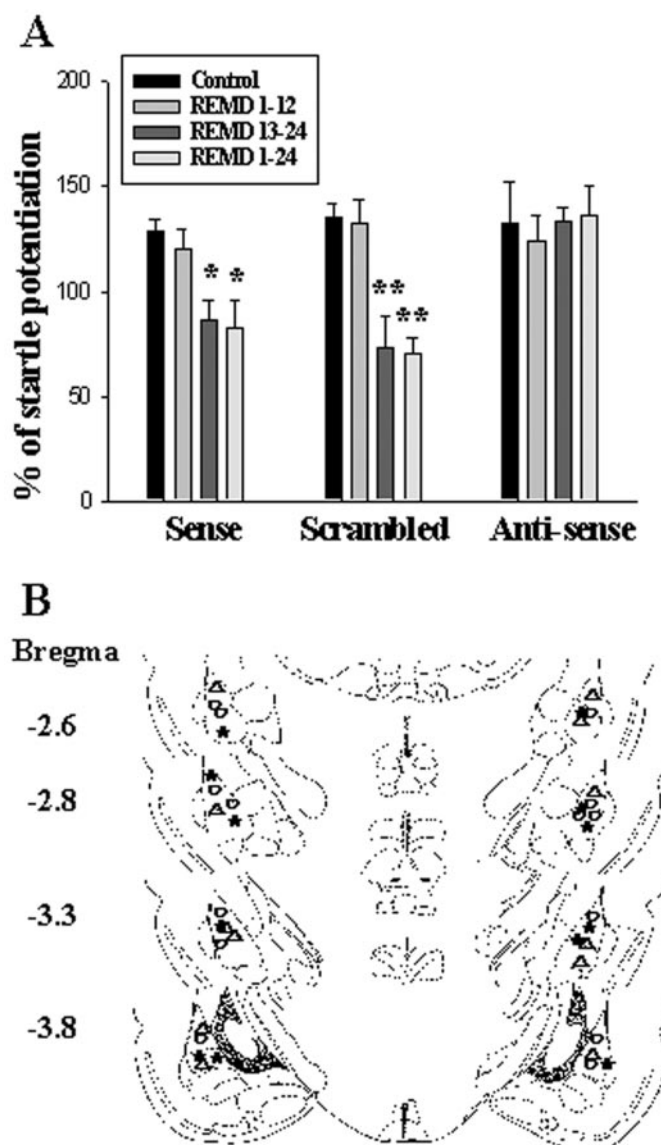 A
200
150
100
50
0
% of startle potentiation
Control
REMD 1-12
REMD 13-24
REMD 1-24
* *
**
**
Sense Scrambled Anti-sense
B
Bregma
-2.6
-2.8
-3.3
-3.8